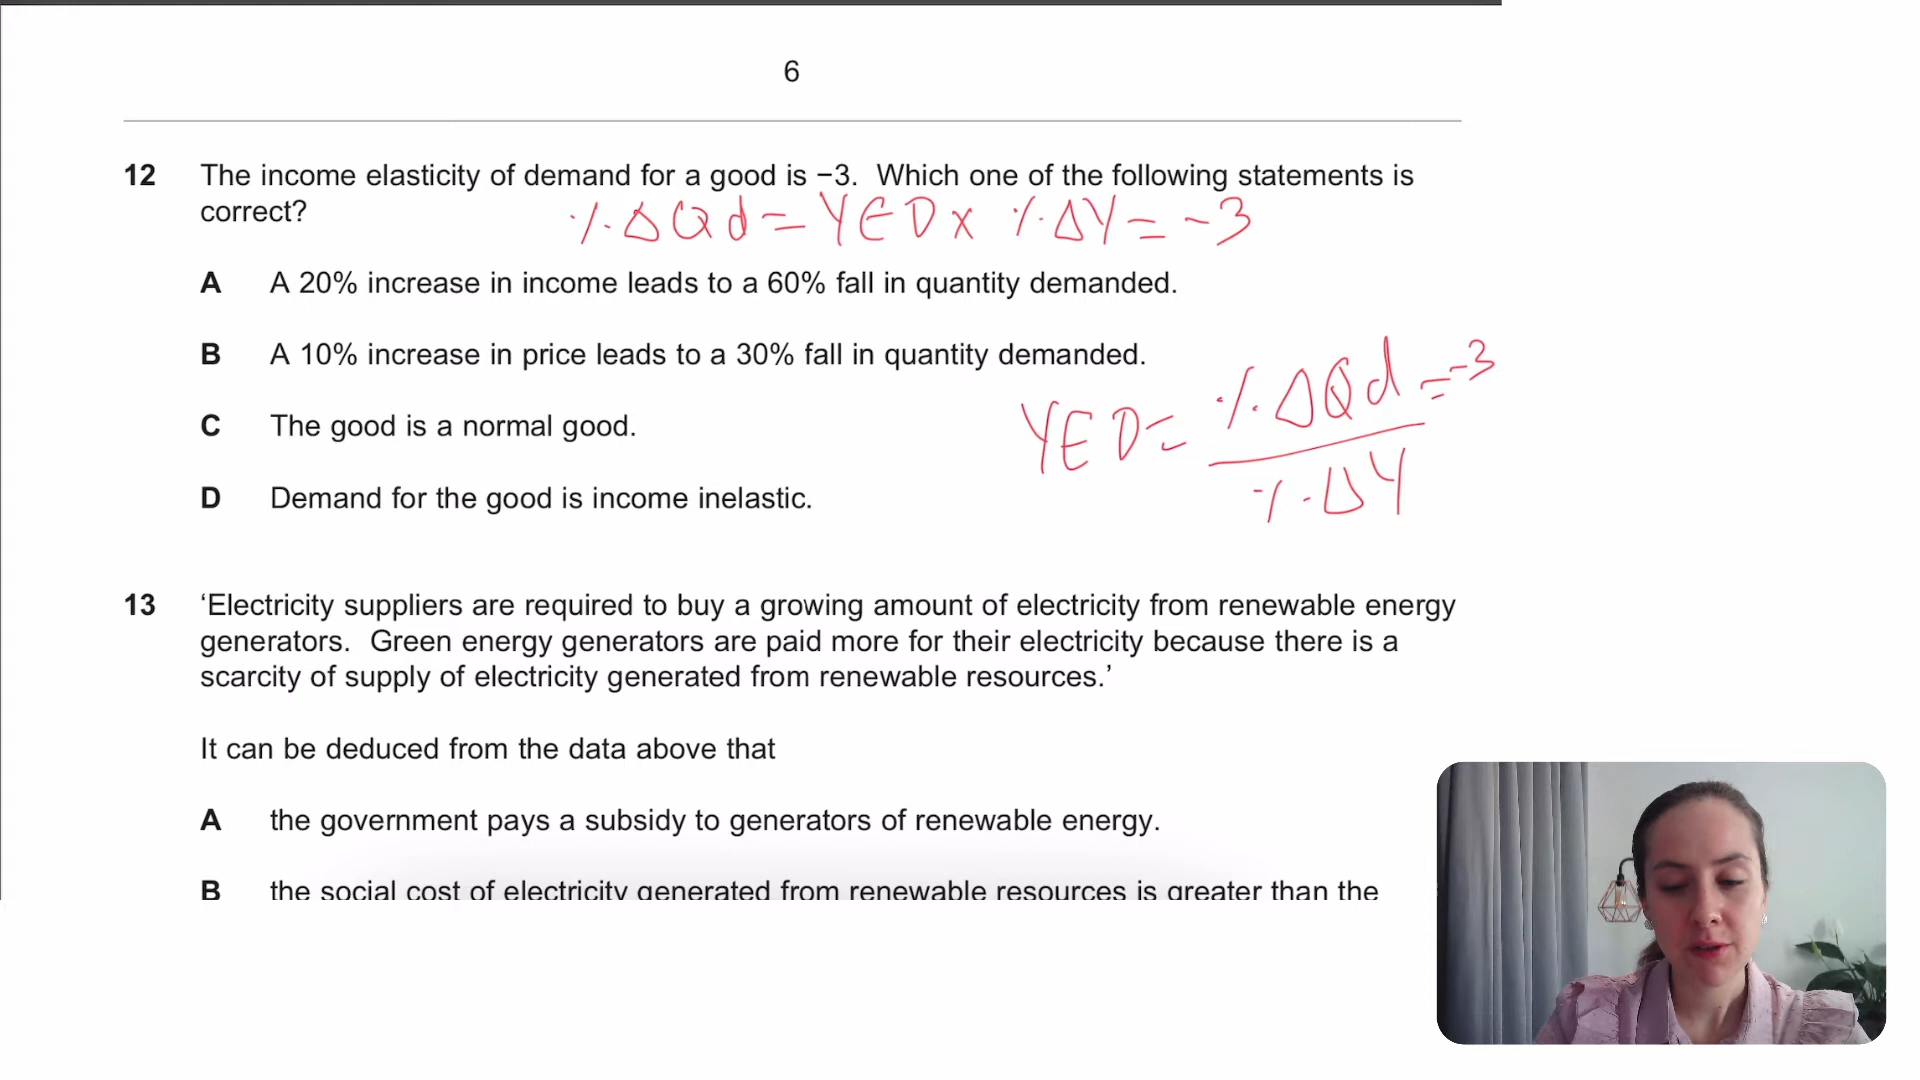 6
12 The income elasticity of demand for a good is −3. Which one of the following statements is
correct?
%ΔQd = YED x %ΔY = -3
A A 20% increase in income leads to a 60% fall in quantity demanded.
B A 10% increase in price leads to a 30% fall in quantity demanded.
YED = %ΔQd = -3
%ΔY
C The good is a normal good.
D Demand for the good is income inelastic.
13 ‘Electricity suppliers are required to buy a growing amount of electricity from renewable energy
generators. Green energy generators are paid more for their electricity because there is a
scarcity of supply of electricity generated from renewable resources.’
It can be deduced from the data above that
A the government pays a subsidy to generators of renewable energy.
B the social cost of electricity generated from renewable resources is greater than the